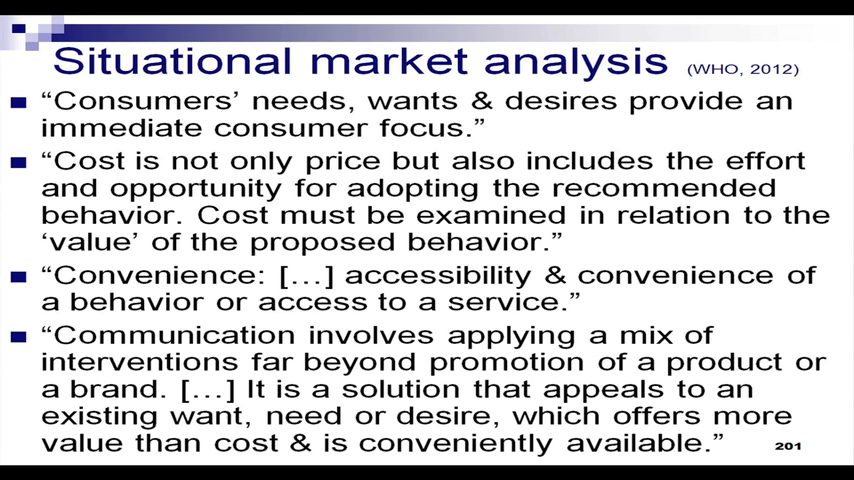 Situational market analysis (WHO, 2012)
“Consumers’ needs, wants & desires provide an
immediate consumer focus.”
“Cost is not only price but also includes the effort
and opportunity for adopting the recommended
behavior. Cost must be examined in relation to the
‘value’ of the proposed behavior.”
“Convenience: […] accessibility & convenience of
a behavior or access to a service.”
“Communication involves applying a mix of
interventions far beyond promotion of a product or
a brand. […] It is a solution that appeals to an
existing want, need or desire, which offers more
value than cost & is conveniently available.”
201